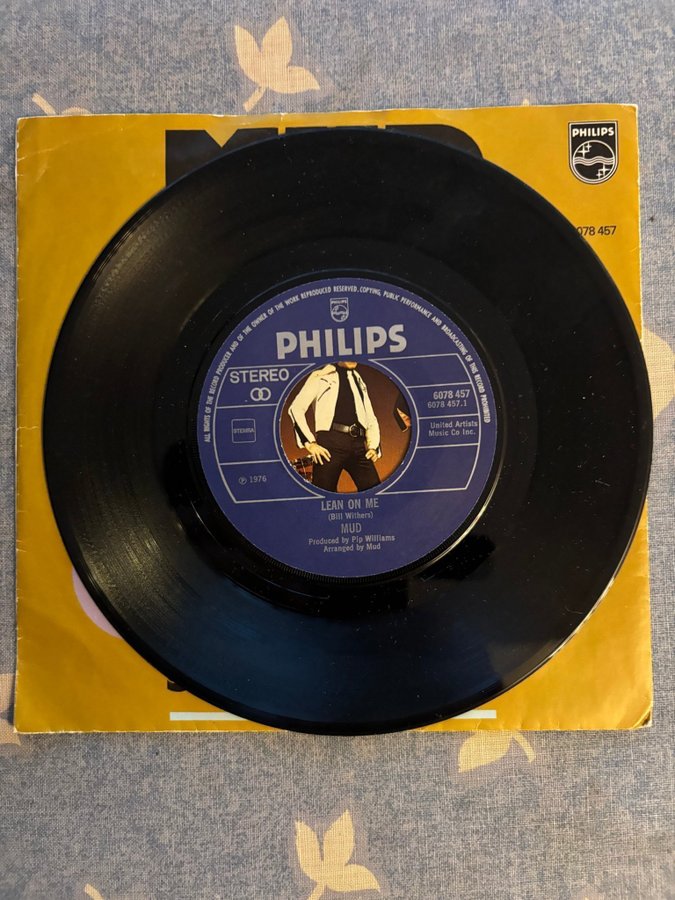 MUD
PHILIPS
6078 457
ALL RIGHTS OF THE RECORD PRODUCER AND OF THE OWNER OF THE WORK REPRODUCED RESERVED. COPYING, PUBLIC PERFORMANCE AND BROADCASTING OF THIS RECORD PROHIBITED
PHILIPS
STEREO
6078 457
6078 457.1
STEMRA
United Artists
Music Co Inc.
℗ 1976
LEAN ON ME
(Bill Withers)
MUD
Produced by Pip Williams
Arranged by Mud